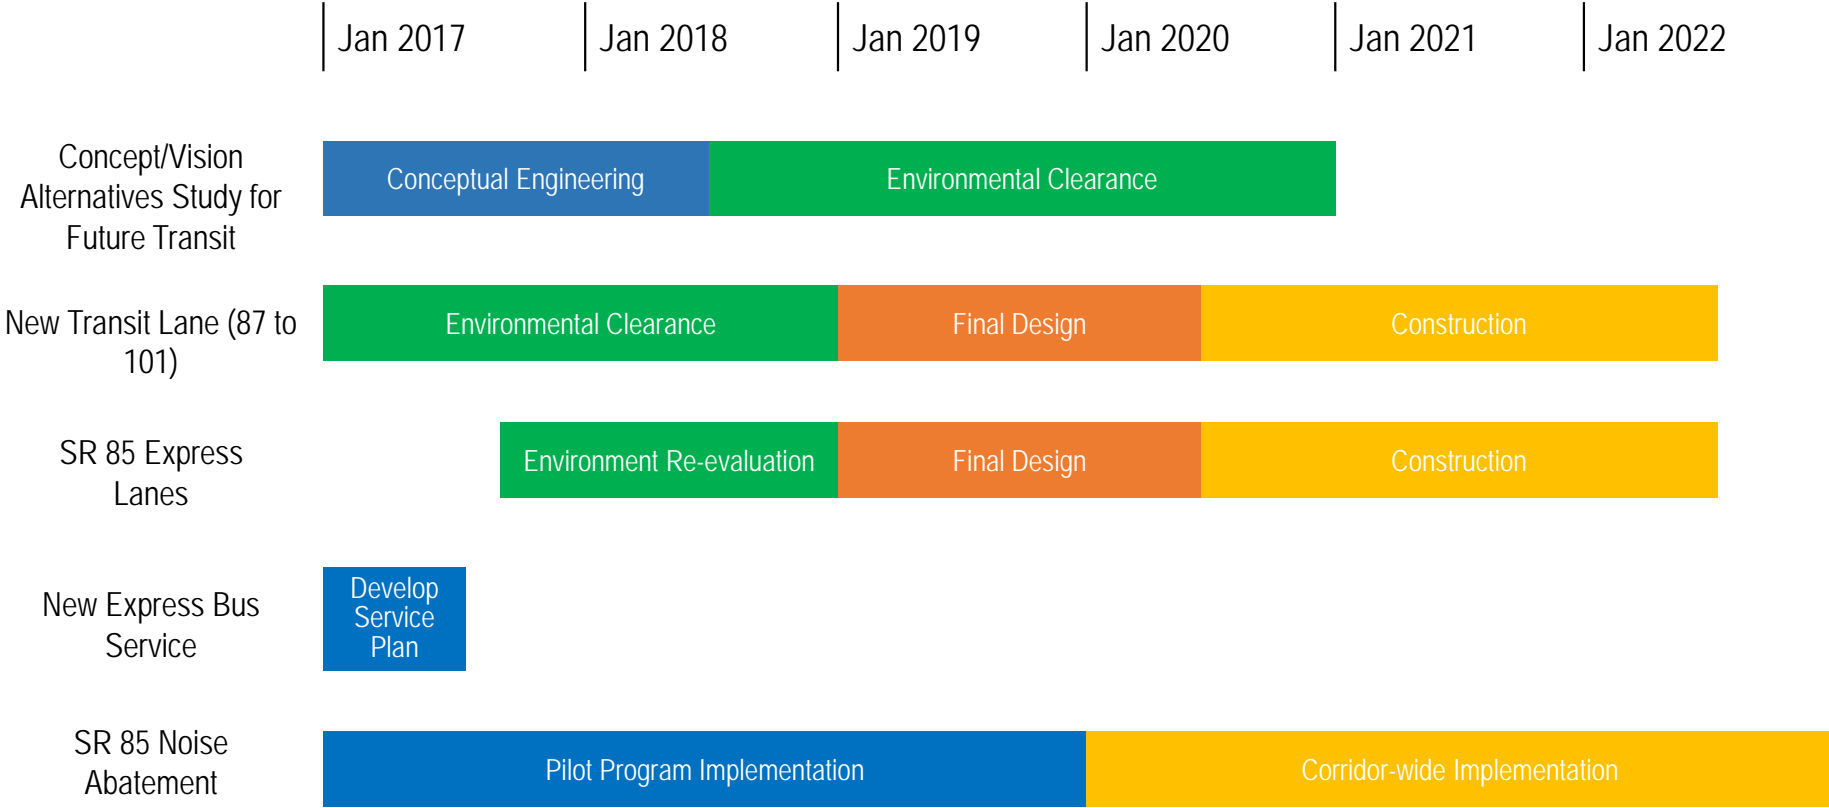 Jan 2017
Jan 2018
Jan 2019
Jan 2020
Jan 2021
Jan 2022
Concept/Vision
Alternatives Study for
Future Transit
Conceptual Engineering
Environmental Clearance
New Transit Lane (87 to
101)
Environmental Clearance
Final Design
Construction
SR 85 Express
Lanes
Environment Re-evaluation
Final Design
Construction
New Express Bus
Service
Develop
Service
Plan
SR 85 Noise
Abatement
Pilot Program Implementation
Corridor-wide Implementation